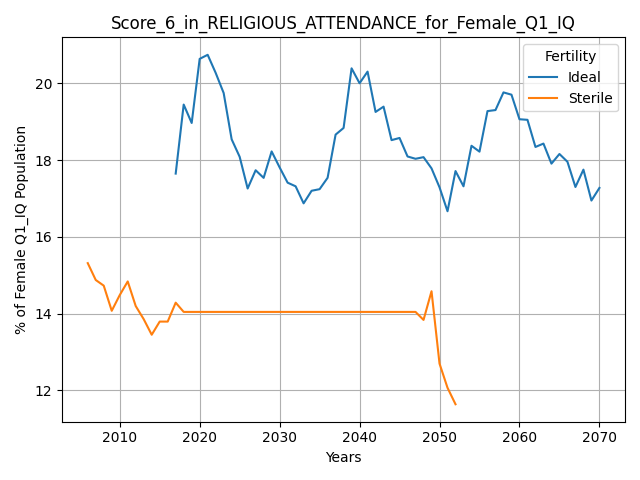 Score_6_in_RELIGIOUS_ATTENDANCE_for_Female_Q1_IQ
Fertility
Ideal
Sterile
% of Female Q1_IQ Population
20
18
16
14
12
2010 2020 2030 2040 2050 2060 2070
Years